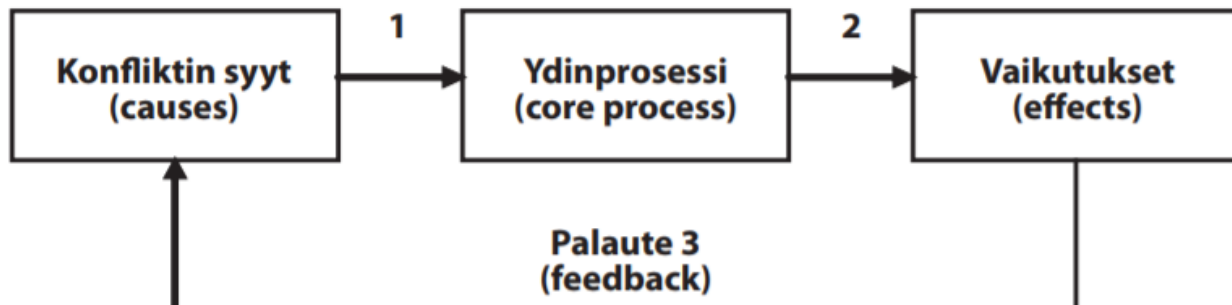 1
2
Konfliktin syyt
(causes)
Ydinprosessi
(core process)
Vaikutukset
(effects)
Palaute 3
(feedback)